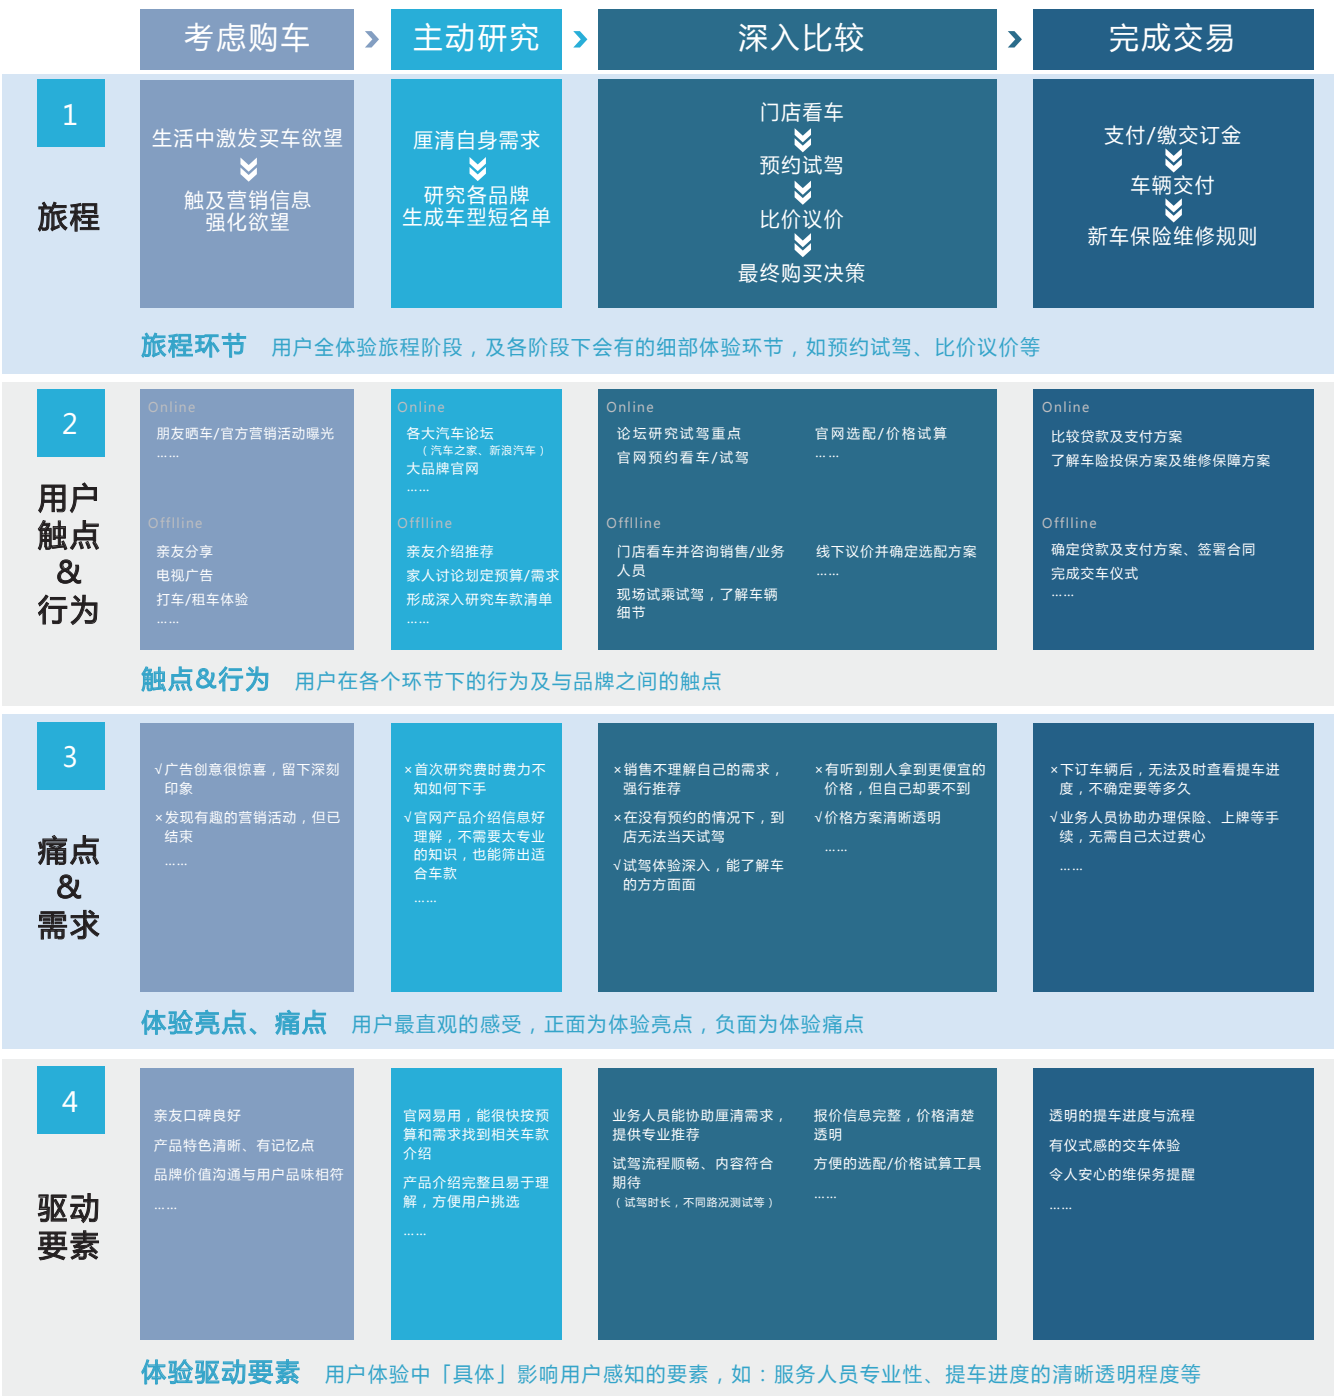 考虑购车
主动研究
深入比较
完成交易
1
旅程
生活中激发买车欲望
触及营销信息
强化欲望
厘清自身需求
研究各品牌
生成车型短名单
门店看车
预约试驾
比价议价
最终购买决策
支付/缴交订金
车辆交付
新车保险维修规则
旅程环节 用户全体验旅程阶段，及各阶段下会有的细部体验环节，如预约试驾、比价议价等
2
用户
触点
&
行为
Online
朋友晒车/官方营销活动曝光
……
Offlline
亲友分享
电视广告
打车/租车体验
……
Online
各大汽车论坛
（汽车之家、新浪汽车）
大品牌官网
……
Offlline
亲友介绍推荐
家人讨论划定预算/需求
形成深入研究车款清单
……
Online
论坛研究试驾重点
官网预约看车/试驾
官网选配/价格试算
……
Offlline
门店看车并咨询销售/业务
人员
现场试乘试驾，了解车辆
细节
线下议价并确定选配方案
……
Online
比较贷款及支付方案
了解车险投保方案及维修保障方案
Offlline
确定贷款及支付方案、签署合同
完成交车仪式
……
触点&行为 用户在各个环节下的行为及与品牌之间的触点
3
痛点
&
需求
√广告创意很惊喜，留下深刻
印象
×发现有趣的营销活动，但已
结束
……
×首次研究费时费力不
知如何下手
√官网产品介绍信息好
理解，不需要太专业
的知识，也能筛出适
合车款
……
×销售不理解自己的需求，
强行推荐
×在没有预约的情况下，到
店无法当天试驾
√试驾体验深入，能了解车
的方方面面
×有听到别人拿到更便宜的
价格，但自己却要不到
√价格方案清晰透明
……
×下订车辆后，无法及时查看提车进
度，不确定要等多久
√业务人员协助办理保险、上牌等手
续，无需自己太过费心
……
体验亮点、痛点 用户最直观的感受，正面为体验亮点，负面为体验痛点
4
驱动
要素
亲友口碑良好
产品特色清晰、有记忆点
品牌价值沟通与用户品味相符
……
官网易用，能很快按预
算和需求找到相关车款
介绍
产品介绍完整且易于理
解，方便用户挑选
……
业务人员能协助厘清需求，
提供专业推荐
试驾流程顺畅、内容符合
期待
（试驾时长，不同路况测试等）
报价信息完整，价格清楚
透明
方便的选配/价格试算工具
……
透明的提车进度与流程
有仪式感的交车体验
令人安心的维保务提醒
……
体验驱动要素 用户体验中「具体」影响用户感知的要素，如：服务人员专业性、提车进度的清晰透明程度等